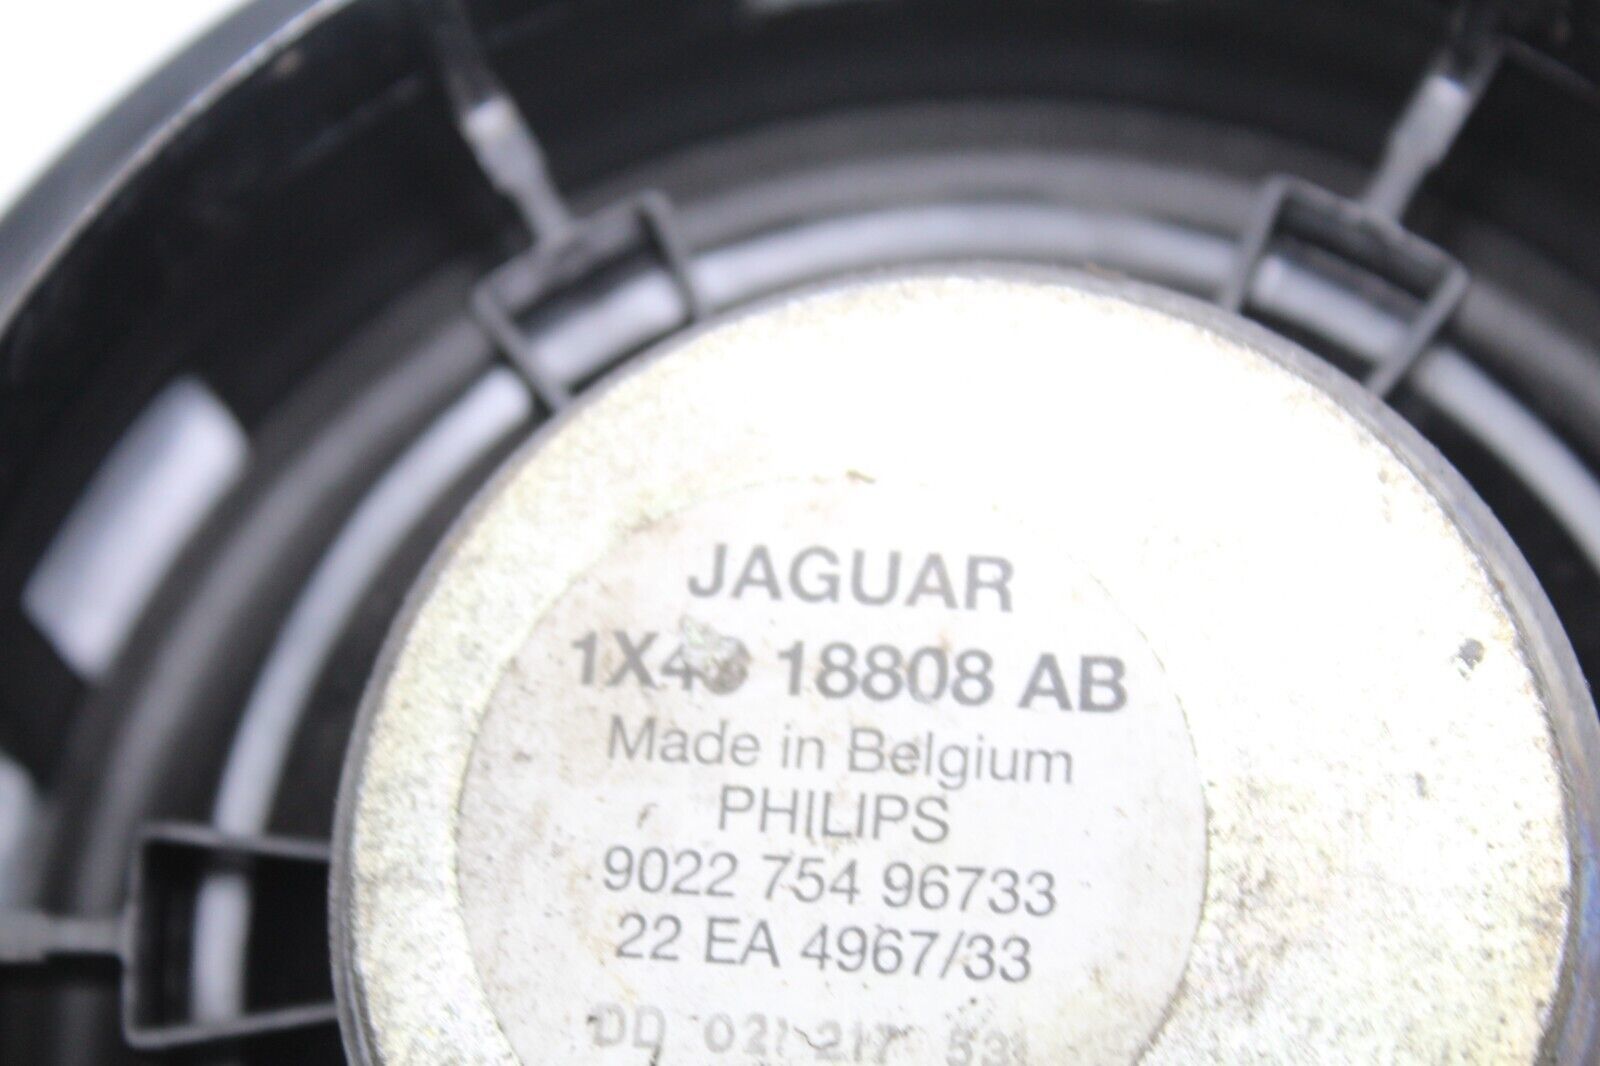 JAGUAR
18808 AB
Made in Belgium
PHILIPS
9022 754 96733
22 EA 4967/33